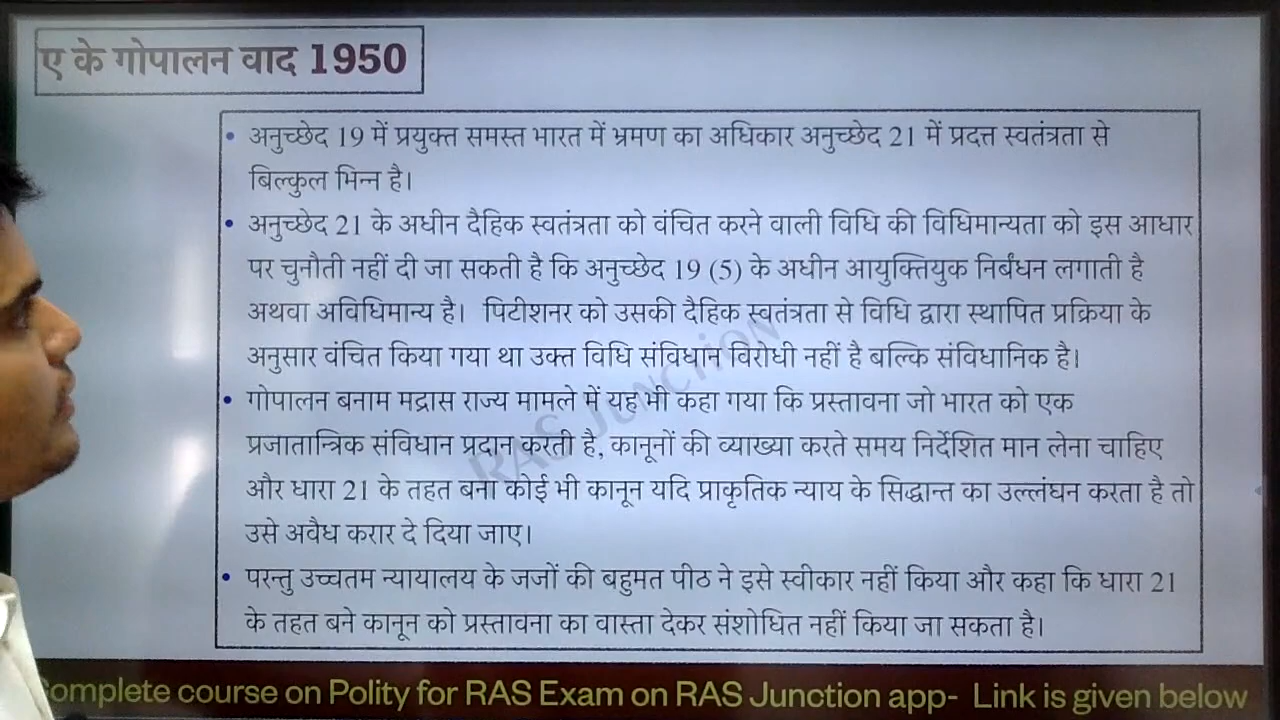 ए के गोपालन वाद 1950
• अनुच्छेद 19 में प्रयुक्त समस्त भारत में भ्रमण का अधिकार अनुच्छेद 21 में प्रदत्त स्वतंत्रता से
बिल्कुल भिन्न है।
• अनुच्छेद 21 के अधीन दैहिक स्वतंत्रता को वंचित करने वाली विधि की विधिमान्यता को इस आधार
पर चुनौती नहीं दी जा सकती है कि अनुच्छेद 19 (5) के अधीन आयुक्तियुक निर्बंधन लगाती है
अथवा अविधिमान्य है। पिटीशनर को उसकी दैहिक स्वतंत्रता से विधि द्वारा स्थापित प्रक्रिया के
अनुसार वंचित किया गया था उक्त विधि संविधान विरोधी नहीं है बल्कि संविधानिक है।
• गोपालन बनाम मद्रास राज्य मामले में यह भी कहा गया कि प्रस्तावना जो भारत को एक
प्रजातान्त्रिक संविधान प्रदान करती है, कानूनों की व्याख्या करते समय निर्देशित मान लेना चाहिए
और धारा 21 के तहत बना कोई भी कानून यदि प्राकृतिक न्याय के सिद्धान्त का उल्लंघन करता है तो
उसे अवैध करार दे दिया जाए।
• परन्तु उच्चतम न्यायालय के जजों की बहुमत पीठ ने इसे स्वीकार नहीं किया और कहा कि धारा 21
के तहत बने कानून को प्रस्तावना का वास्ता देकर संशोधित नहीं किया जा सकता है।
RAS Junction
omplete course on Polity for RAS Exam on RAS Junction app- Link is given below